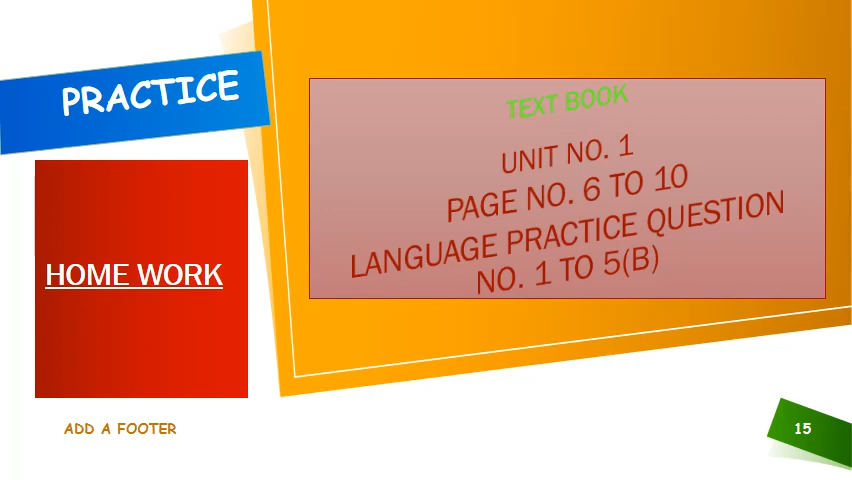 PRACTICE
TEXT BOOK
UNIT NO. 1
PAGE NO. 6 TO 10
LANGUAGE PRACTICE QUESTION
NO. 1 TO 5(B)
HOME WORK
ADD A FOOTER
15